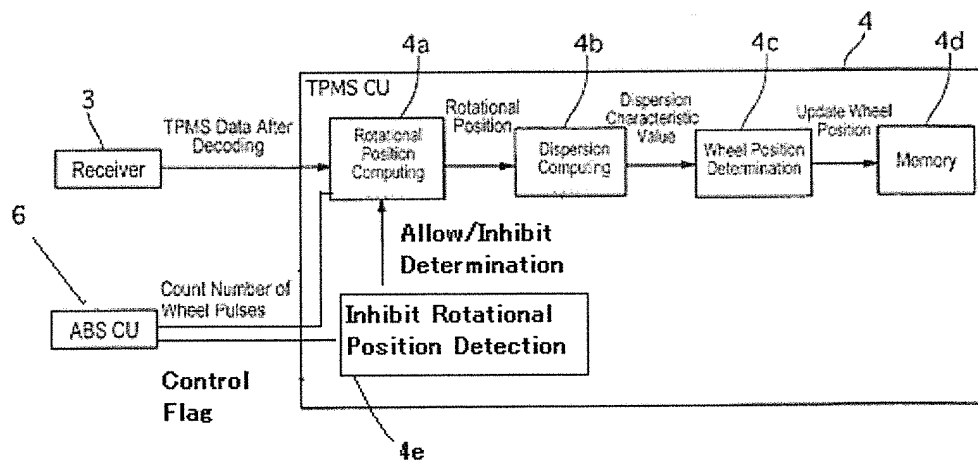 4
4a
4b
4c
4d
TPMS CU
3
TPMS Data After
Decoding
Receiver
Rotational
Position
Computing
Rotational
Position
Dispersion
Computing
Dispersion
Characteristic
Value
Wheel Position
Determination
Update Wheel
Position
Memory
Allow/Inhibit
Determination
6
Count Number of
Wheel Pulses
ABS CU
Inhibit Rotational
Position Detection
Control
Flag
4e